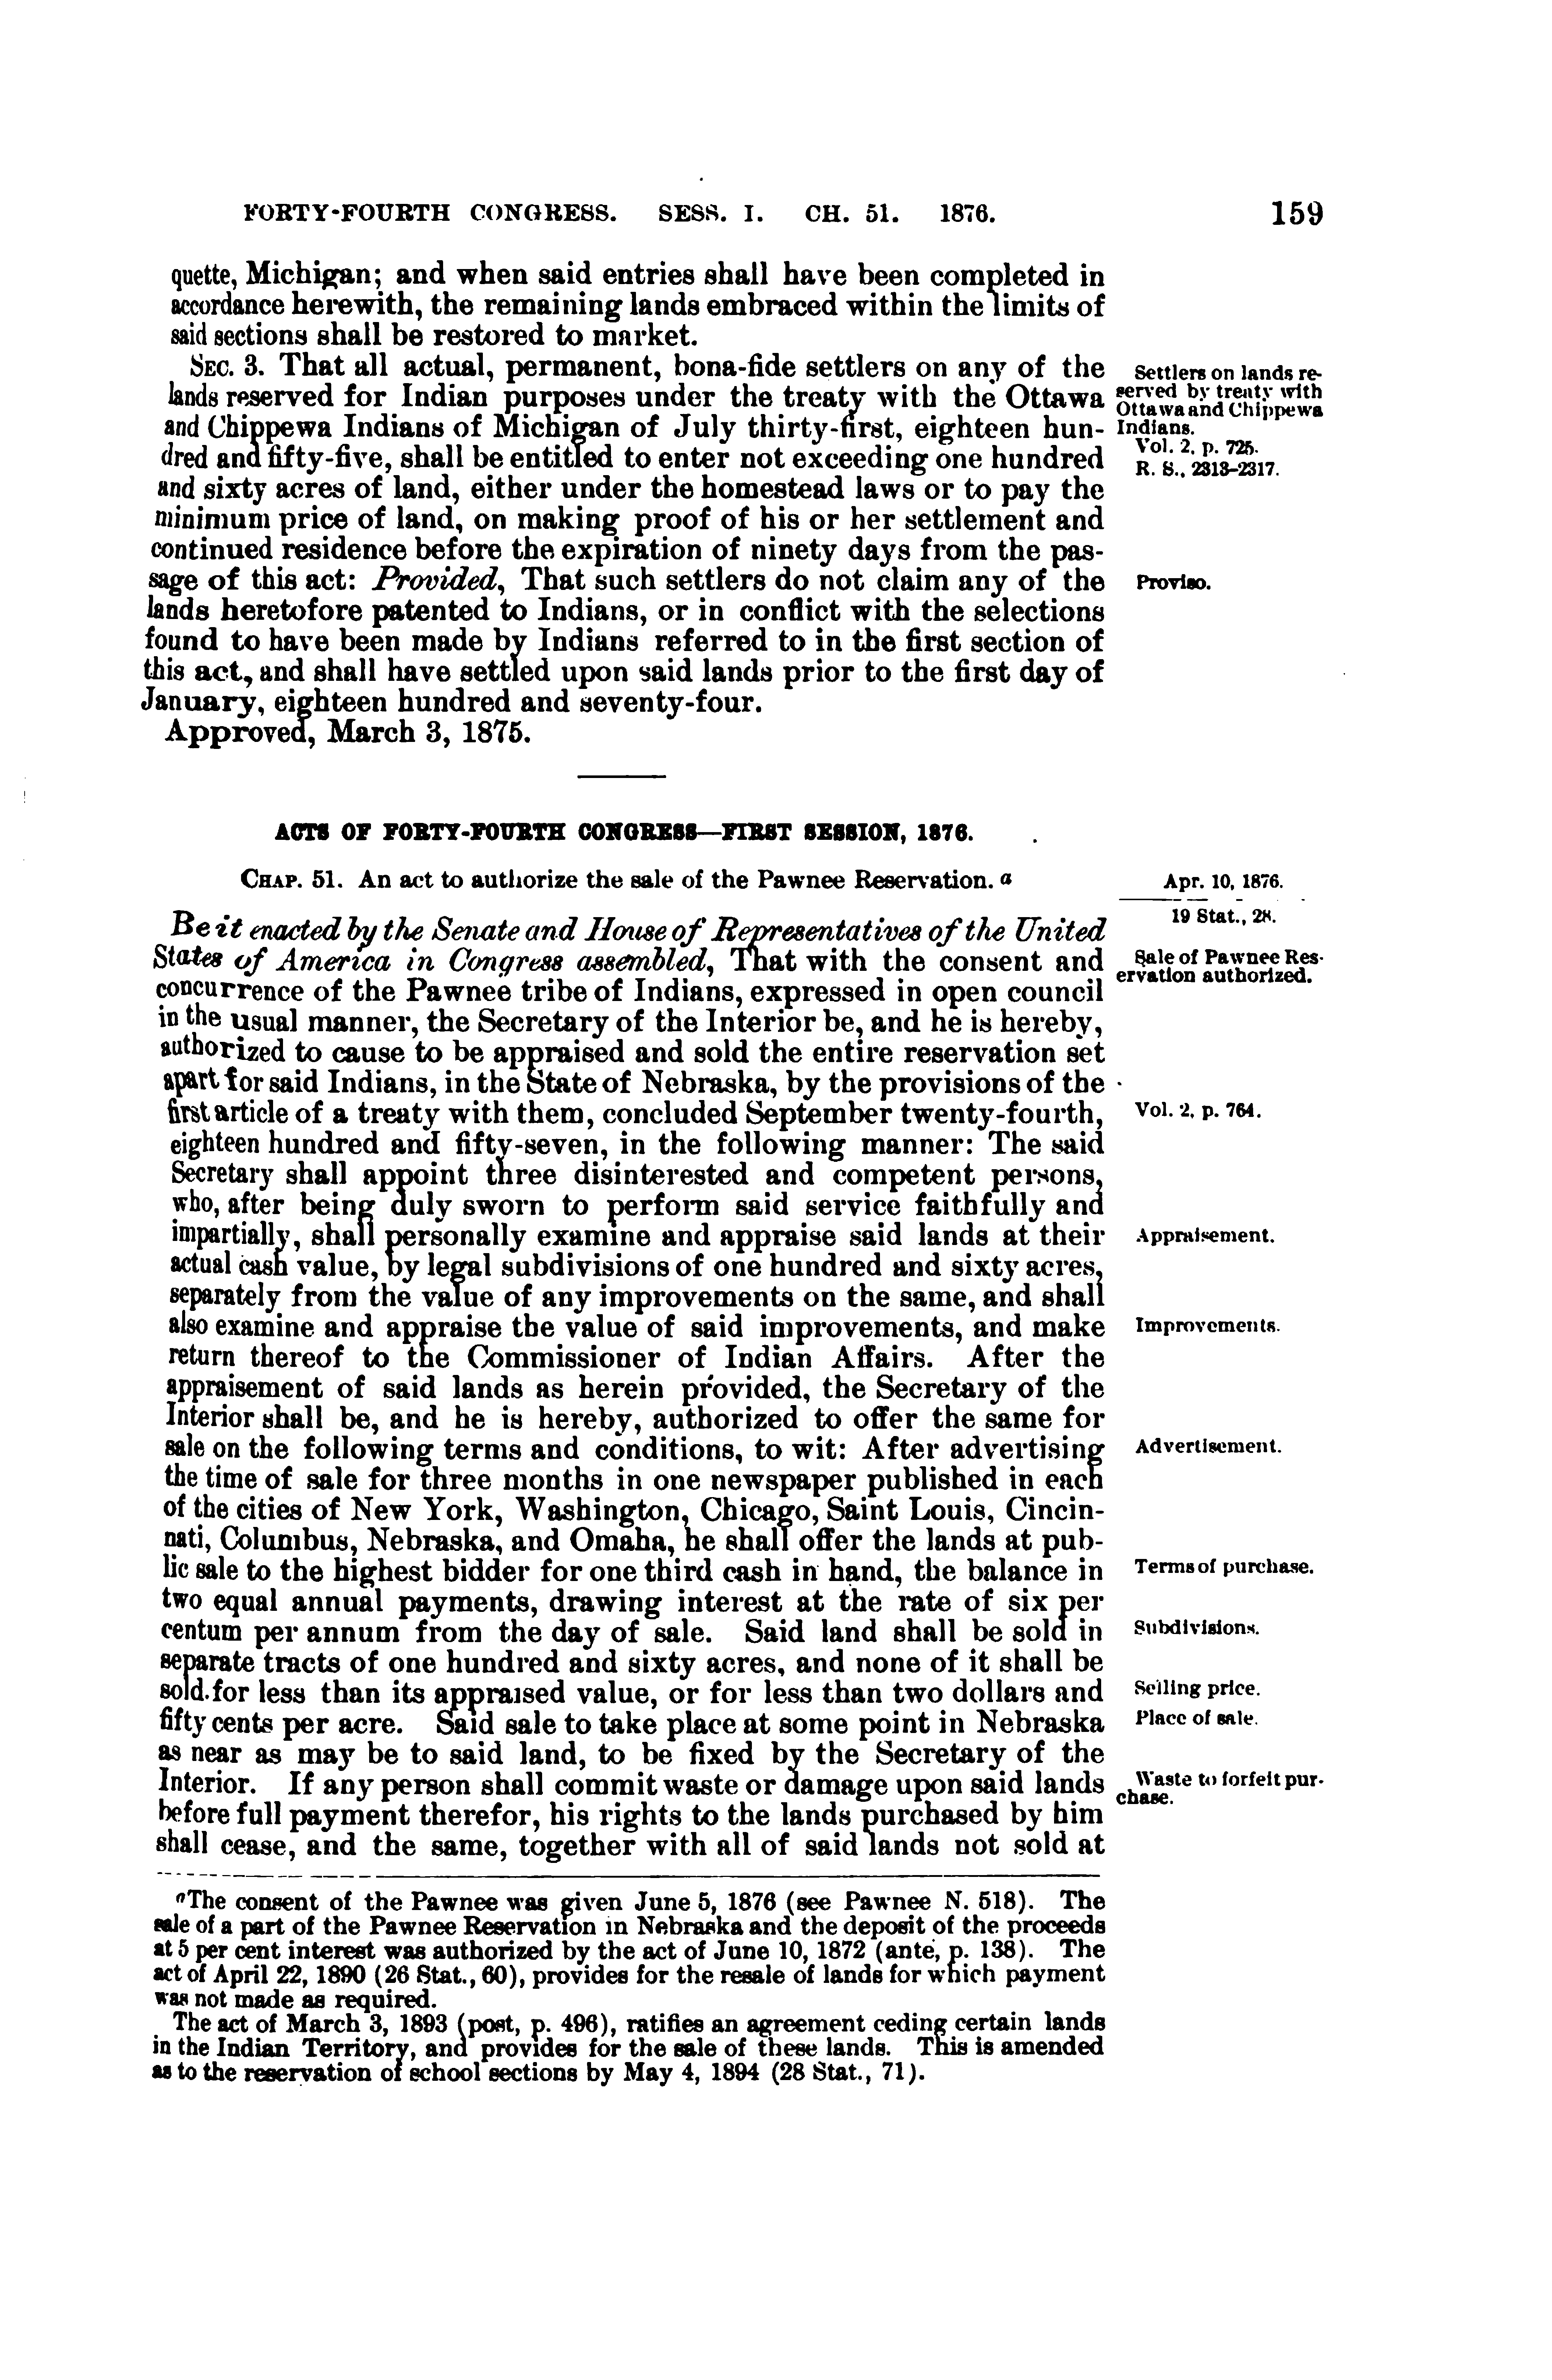 FORTY-FOURTH CONGRESS. SESS. I. CH. 51. 1876. 159
quette, Michigan; and when said entries shall have been completed in
accordance herewith, the remaining lands embraced within the limits of
said sections shall be restored to market.
SEC. 3. That all actual, permanent, bona-fide settlers on any of the
lands reserved for Indian purposes under the treaty with the Ottawa
and Chippewa Indians of Michigan of July thirty-first, eighteen hun-
dred and fifty-five, shall be entitled to enter not exceeding one hundred
and sixty acres of land, either under the homestead laws or to pay the
minimum price of land, on making proof of his or her settlement and
continued residence before the expiration of ninety days from the pas-
sage of this act: Provided, That such settlers do not claim any of the
lands heretofore patented to Indians, or in conflict with the selections
found to have been made by Indians referred to in the first section of
this act, and shall have settled upon said lands prior to the first day of
January, eighteen hundred and seventy-four.
Approved, March 3, 1875.
Settlers on lands re-
served by treaty with
Ottawa and Chippewa
Indians.
Vol. 2, p. 725.
R. S., 2313-2317.
Proviso.
ACTS OF FORTY-FOURTH CONGRESS—FIRST SESSION, 1876.
CHAP. 51. An act to authorize the sale of the Pawnee Reservation. a
Be it enacted by the Senate and House of Representatives of the United
States of America in Congress assembled, That with the consent and
concurrence of the Pawnee tribe of Indians, expressed in open council
in the usual manner, the Secretary of the Interior be, and he is hereby,
authorized to cause to be appraised and sold the entire reservation set
apart for said Indians, in the State of Nebraska, by the provisions of the
first article of a treaty with them, concluded September twenty-fourth,
eighteen hundred and fifty-seven, in the following manner: The said
Secretary shall appoint three disinterested and competent persons,
who, after being duly sworn to perform said service faithfully and
impartially, shall personally examine and appraise said lands at their
actual cash value, by legal subdivisions of one hundred and sixty acres,
separately from the value of any improvements on the same, and shall
also examine and appraise the value of said improvements, and make
return thereof to the Commissioner of Indian Affairs. After the
appraisement of said lands as herein provided, the Secretary of the
Interior shall be, and he is hereby, authorized to offer the same for
sale on the following terms and conditions, to wit: After advertising
the time of sale for three months in one newspaper published in each
of the cities of New York, Washington, Chicago, Saint Louis, Cincin-
nati, Columbus, Nebraska, and Omaha, he shall offer the lands at pub-
lic sale to the highest bidder for one third cash in hand, the balance in
two equal annual payments, drawing interest at the rate of six per
centum per annum from the day of sale. Said land shall be sold in
separate tracts of one hundred and sixty acres, and none of it shall be
sold for less than its appraised value, or for less than two dollars and
fifty cents per acre. Said sale to take place at some point in Nebraska
as near as may be to said land, to be fixed by the Secretary of the
Interior. If any person shall commit waste or damage upon said lands
before full payment therefor, his rights to the lands purchased by him
shall cease, and the same, together with all of said lands not sold at
Apr. 10, 1876.
19 Stat., 28.
Sale of Pawnee Res-
ervation authorized.
Vol. 2, p. 764.
Appraisement.
Improvements.
Advertisement.
Terms of purchase.
Subdivisions.
Selling price.
Place of sale.
Waste to forfeit pur-
chase.
a The consent of the Pawnee was given June 5, 1876 (see Pawnee N. 518). The
sale of a part of the Pawnee Reservation in Nebraska and the deposit of the proceeds
at 5 per cent interest was authorized by the act of June 10, 1872 (ante, p. 138). The
act of April 22, 1890 (26 Stat., 60), provides for the resale of lands for which payment
was not made as required.
The act of March 3, 1893 (post, p. 496), ratifies an agreement ceding certain lands
in the Indian Territory, and provides for the sale of these lands. This is amended
as to the reservation of school sections by May 4, 1894 (28 Stat., 71).